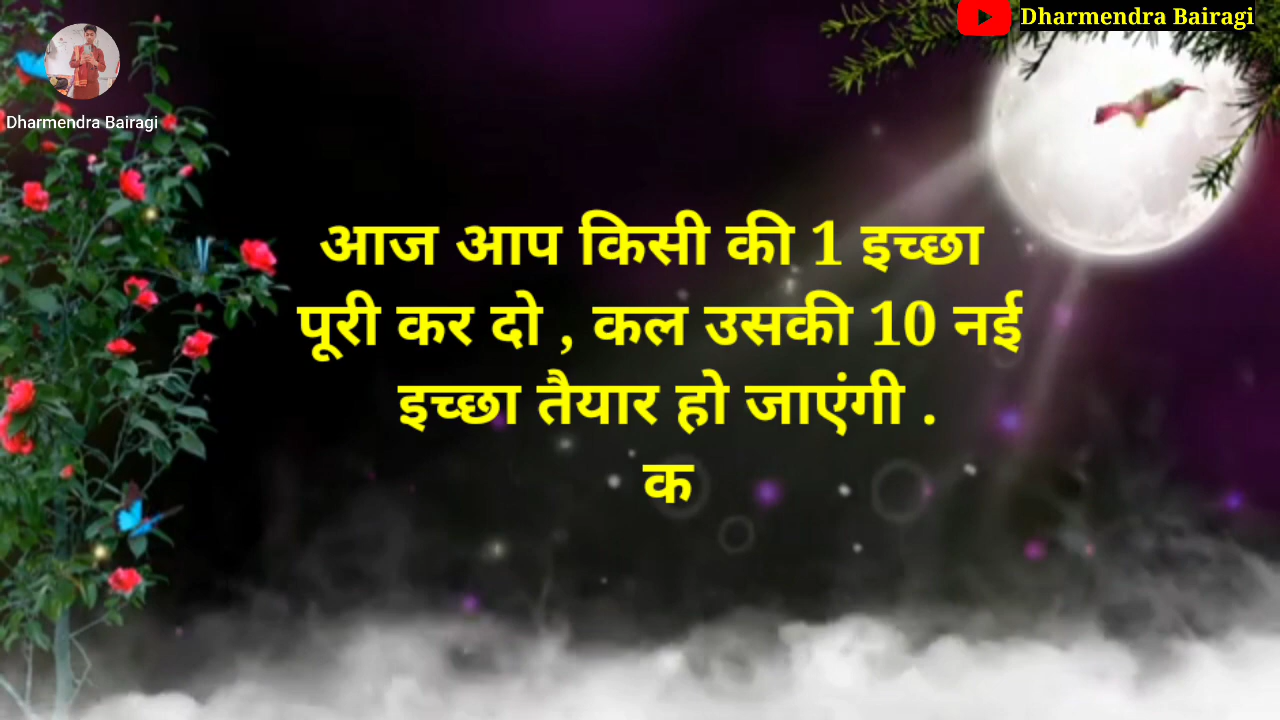 Dharmendra Bairagi
Dharmendra Bairagi
आज आप किसी की 1 इच्छा
पूरी कर दो , कल उसकी 10 नई
इच्छा तैयार हो जाएंगी .
क